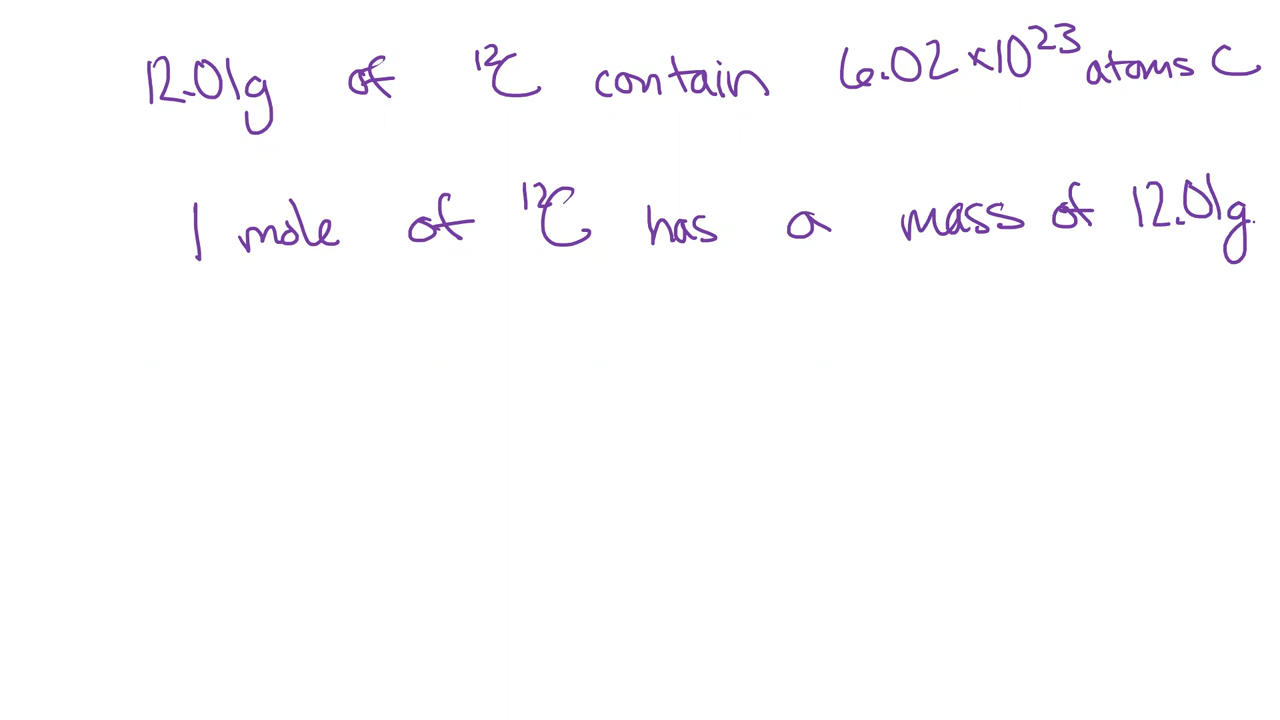 12.01g of ¹²C contain 6.02×10²³ atoms C
1 mole of ¹²C has a mass of 12.01g.